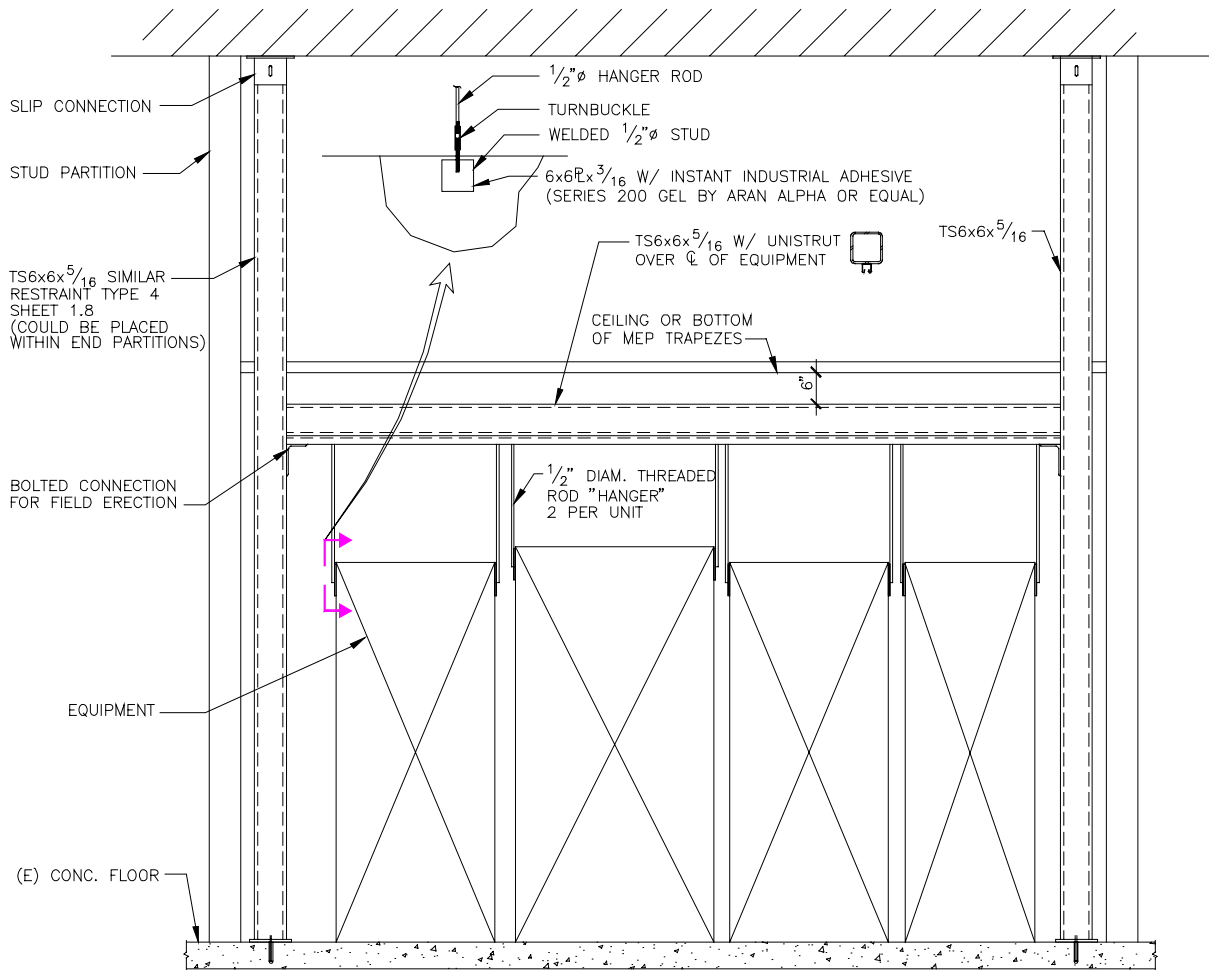 SLIP CONNECTION
STUD PARTITION
TS6x6x5/16 SIMILAR
RESTRAINT TYPE 4
SHEET 1.8
(COULD BE PLACED
WITHIN END PARTITIONS)
BOLTED CONNECTION
FOR FIELD ERECTION
EQUIPMENT
(E) CONC. FLOOR
1/2"ø HANGER ROD
TURNBUCKLE
WELDED 1/2"ø STUD
6x6℄x3/16 W/ INSTANT INDUSTRIAL ADHESIVE
(SERIES 200 GEL BY ARAN ALPHA OR EQUAL)
TS6x6x5/16 W/ UNISTRUT
OVER ℄ OF EQUIPMENT
TS6x6x5/16
CEILING OR BOTTOM
OF MEP TRAPEZES
6"
1/2" DIAM. THREADED
ROD "HANGER"
2 PER UNIT